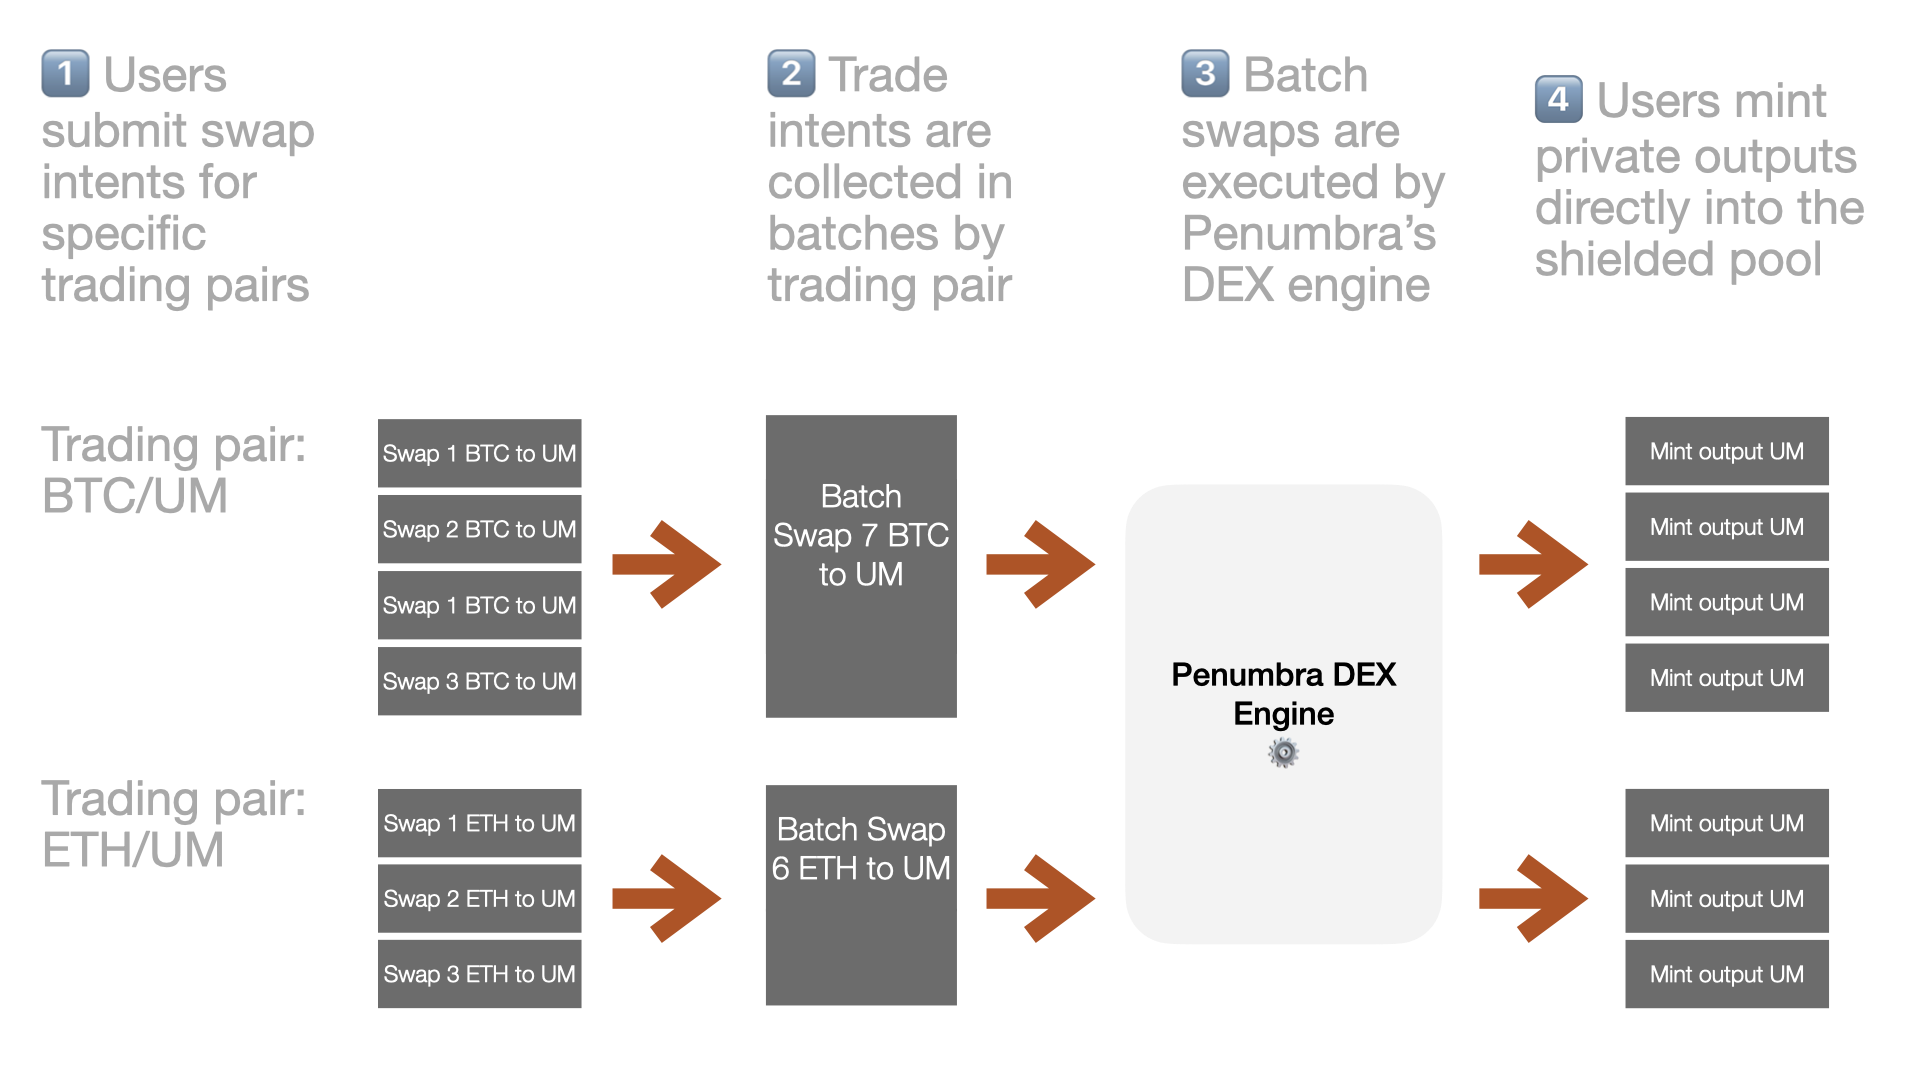 1 Users
submit swap
intents for
specific
trading pairs
2 Trade
intents are
collected in
batches by
trading pair
3 Batch
swaps are
executed by
Penumbra’s
DEX engine
4 Users mint
private outputs
directly into the
shielded pool
Trading pair:
BTC/UM
Swap 1 BTC to UM
Swap 2 BTC to UM
Swap 1 BTC to UM
Swap 3 BTC to UM
Batch
Swap 7 BTC
to UM
Penumbra DEX
Engine
Mint output UM
Mint output UM
Mint output UM
Mint output UM
Trading pair:
ETH/UM
Swap 1 ETH to UM
Swap 2 ETH to UM
Swap 3 ETH to UM
Batch Swap
6 ETH to UM
Mint output UM
Mint output UM
Mint output UM